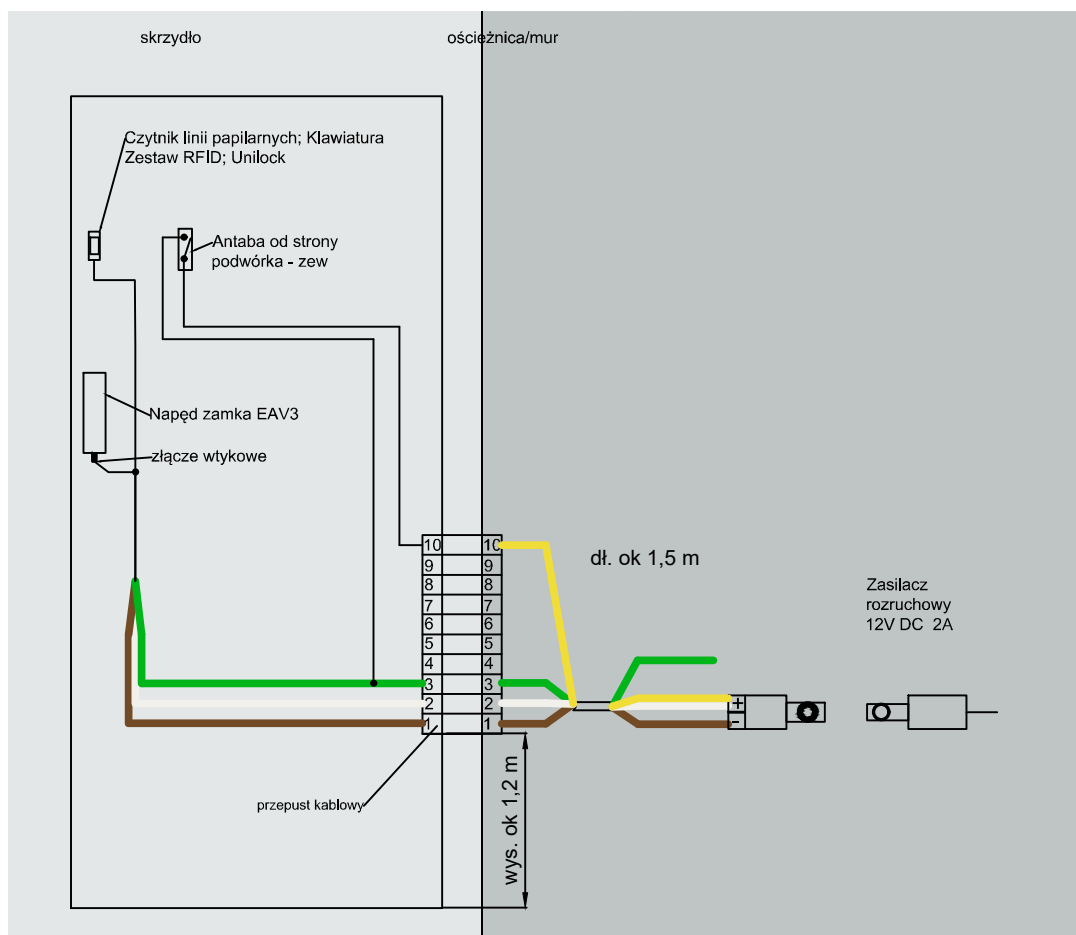 skrzydło
ościeżnica/mur
Czytnik linii papilarnych; Klawiatura
Zestaw RFID; Unilock
Antaba od strony
podwórka - zew
Napęd zamka EAV3
złącze wtykowe
10 10
9 9
8 8
7 7
6 6
5 5
4 4
3 3
2 2
1 1
dł. ok 1,5 m
Zasilacz
rozruchowy
12V DC 2A
+
-
przepust kablowy
wys. ok 1,2 m